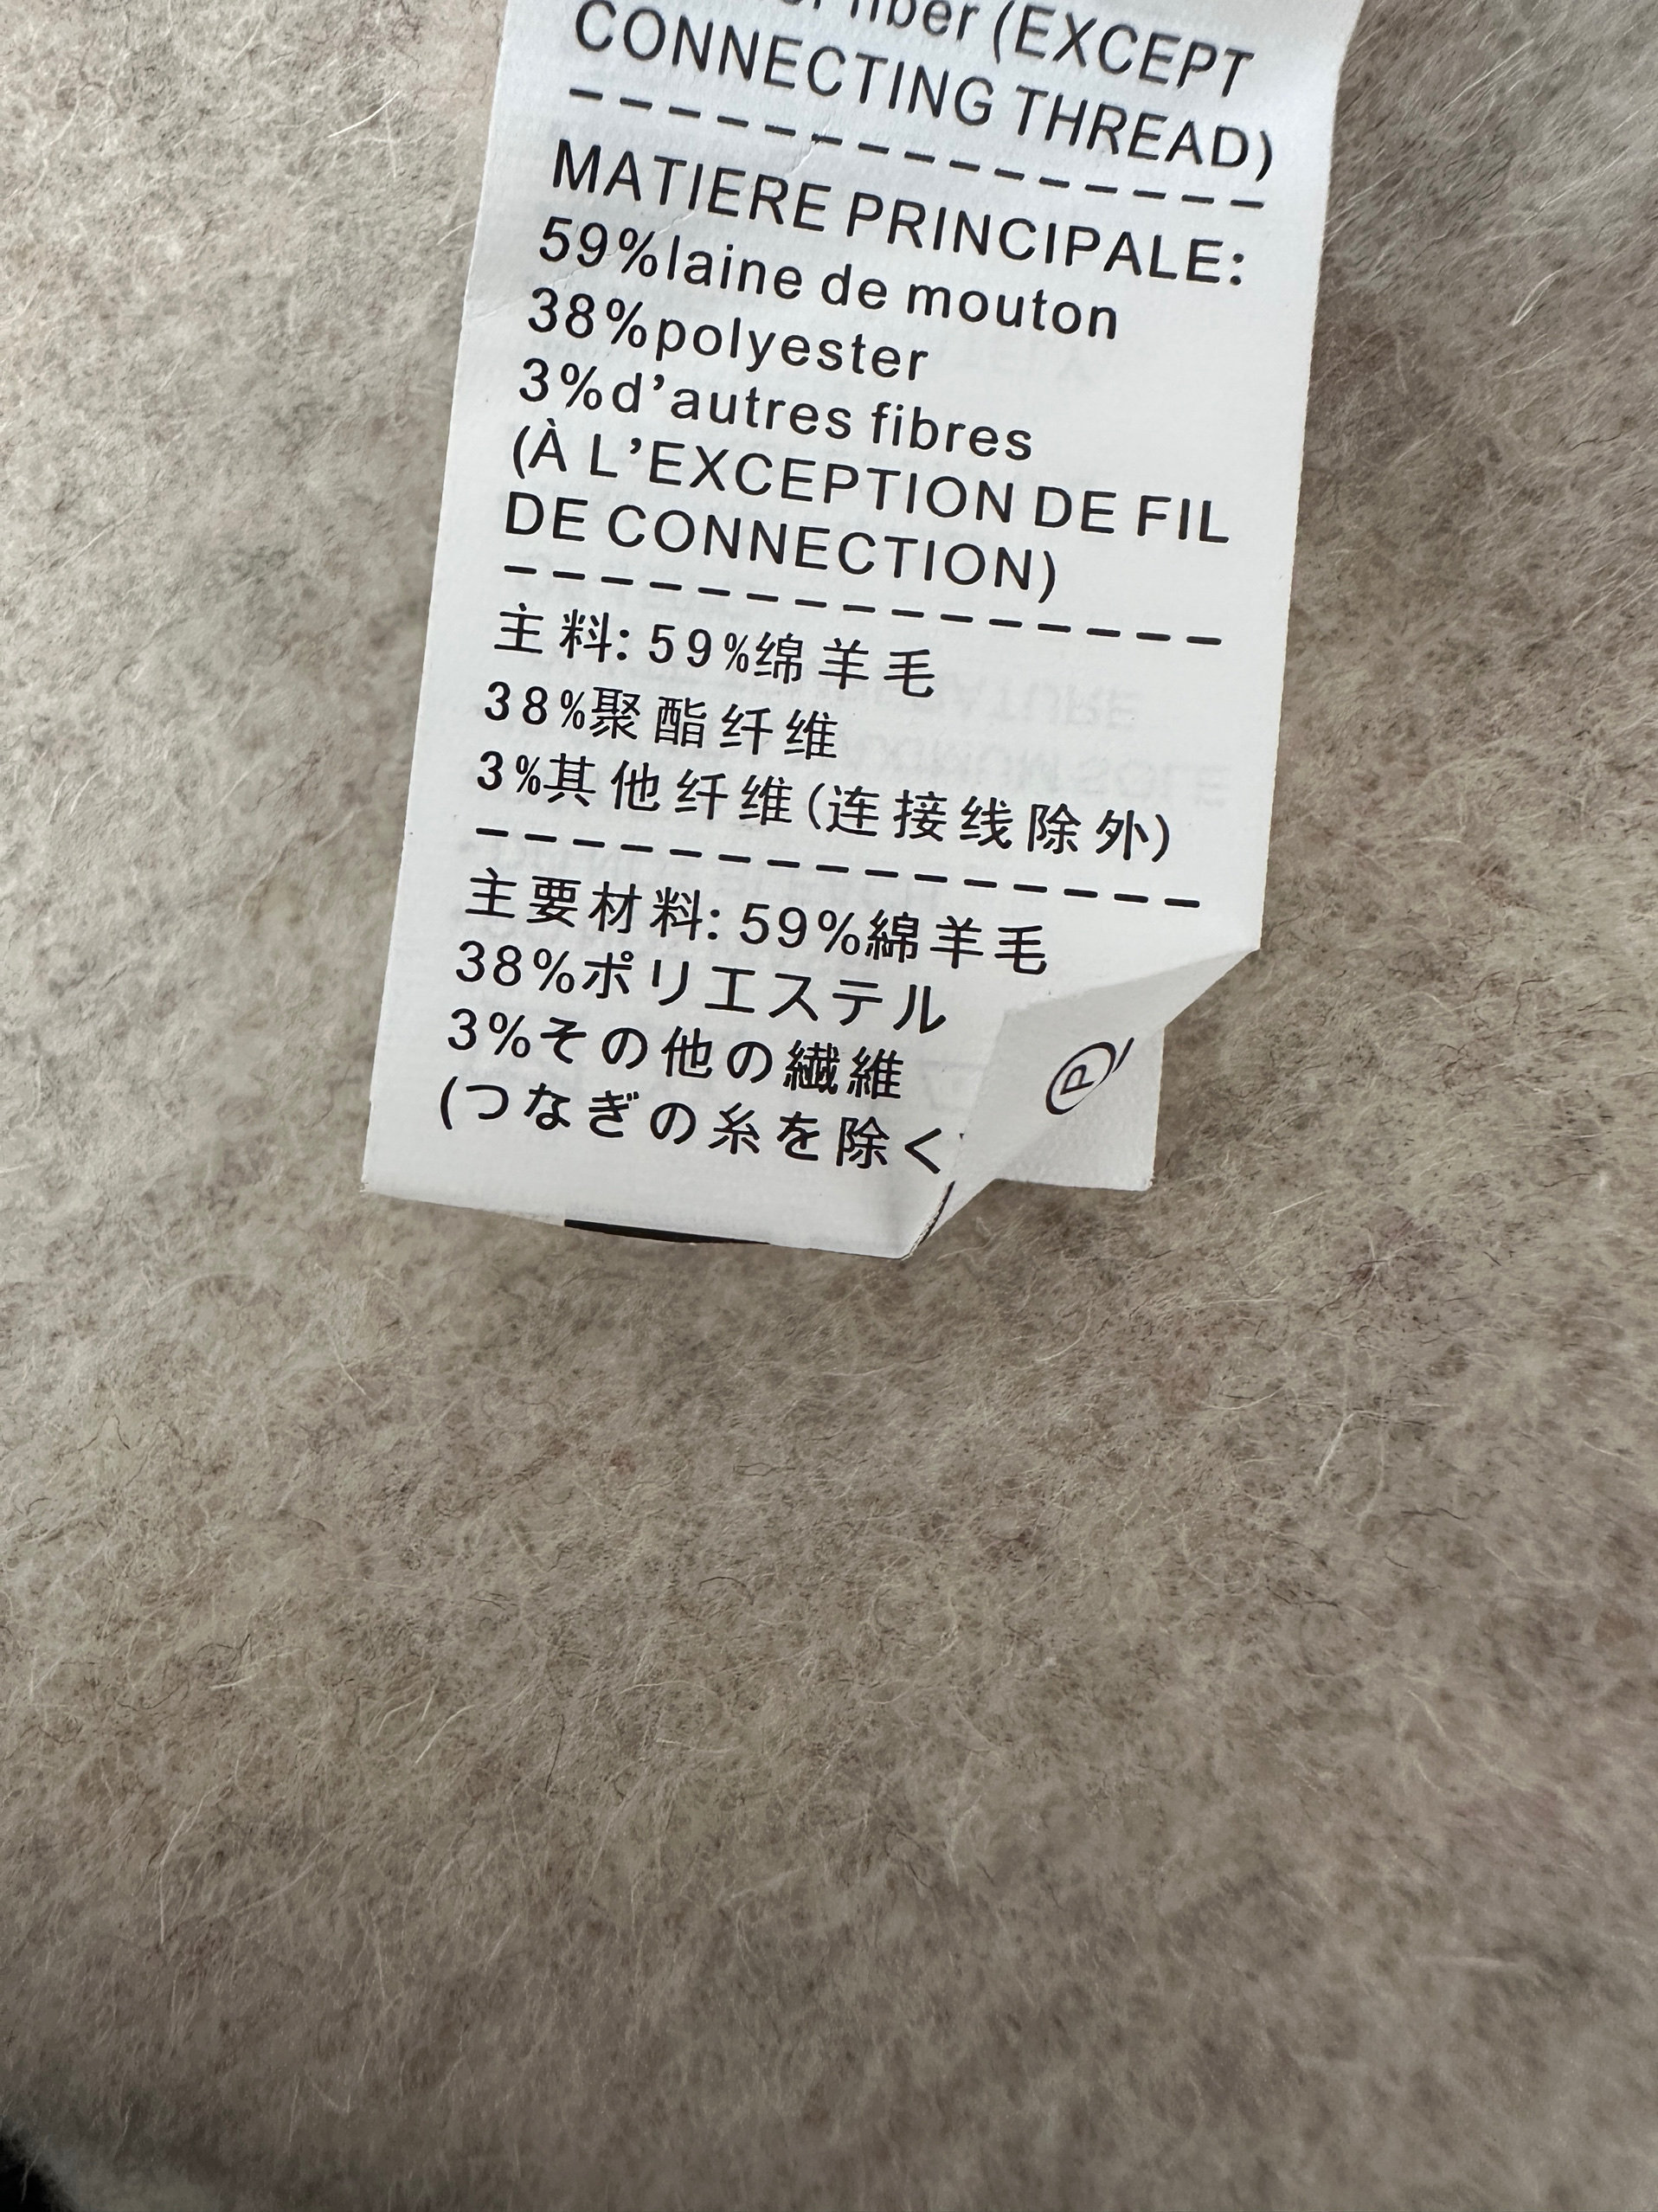 fiber (EXCEPT
CONNECTING THREAD)
MATIERE PRINCIPALE:
59%laine de mouton
38%polyester
3%d’autres fibres
(À L’EXCEPTION DE FIL
DE CONNECTION)
主料: 59%绵羊毛
38%聚酯纤维
3%其他纤维(连接线除外)
主要材料: 59%綿羊毛
38%ポリエステル
3%その他の繊維
(つなぎの糸を除く
P